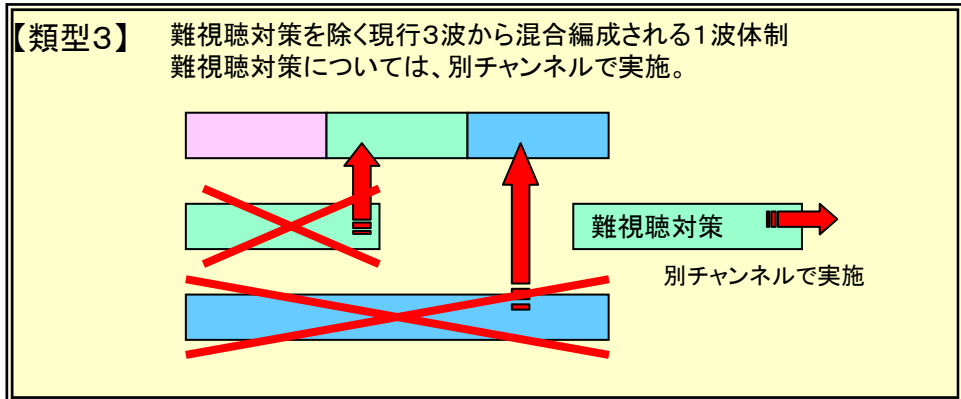 【類型3】 難視聴対策を除く現行3波から混合編成される1波体制
難視聴対策については、別チャンネルで実施。
難視聴対策
別チャンネルで実施